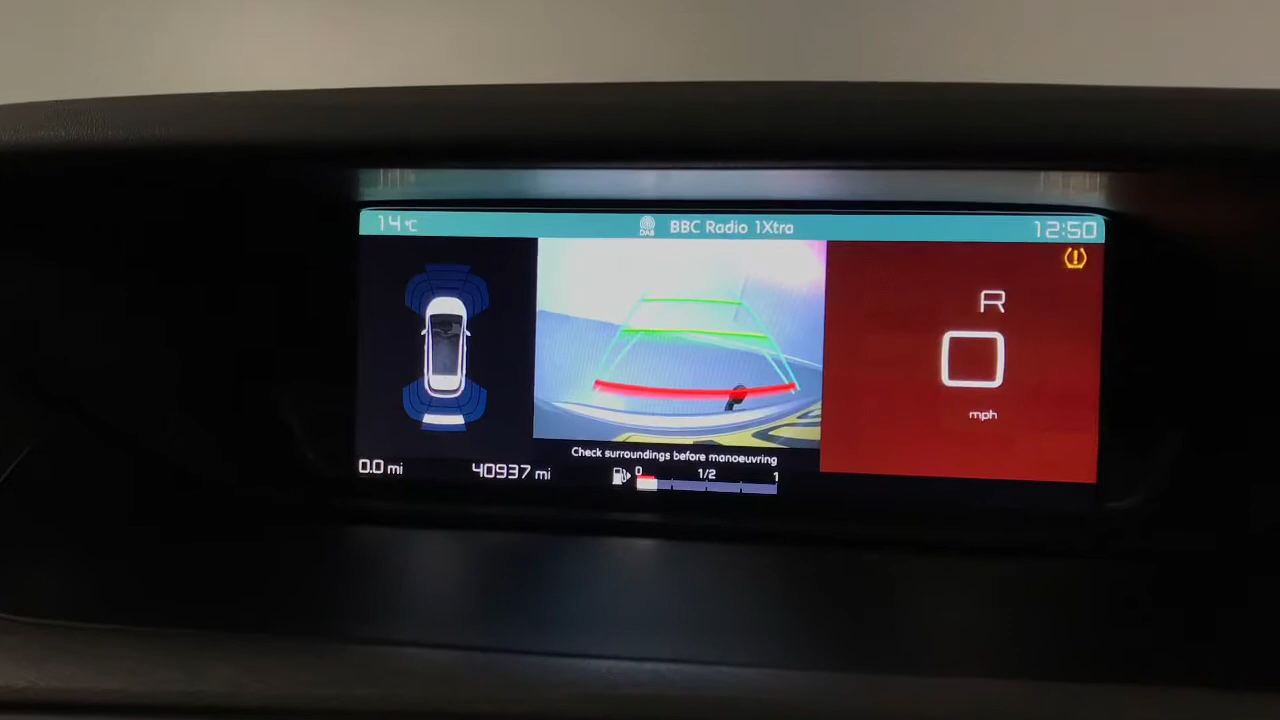 14°C
DAB BBC Radio 1Xtra
12:50
R
0
mph
Check surroundings before manoeuvring
0.0 mi
40937 mi
0 1/2 1